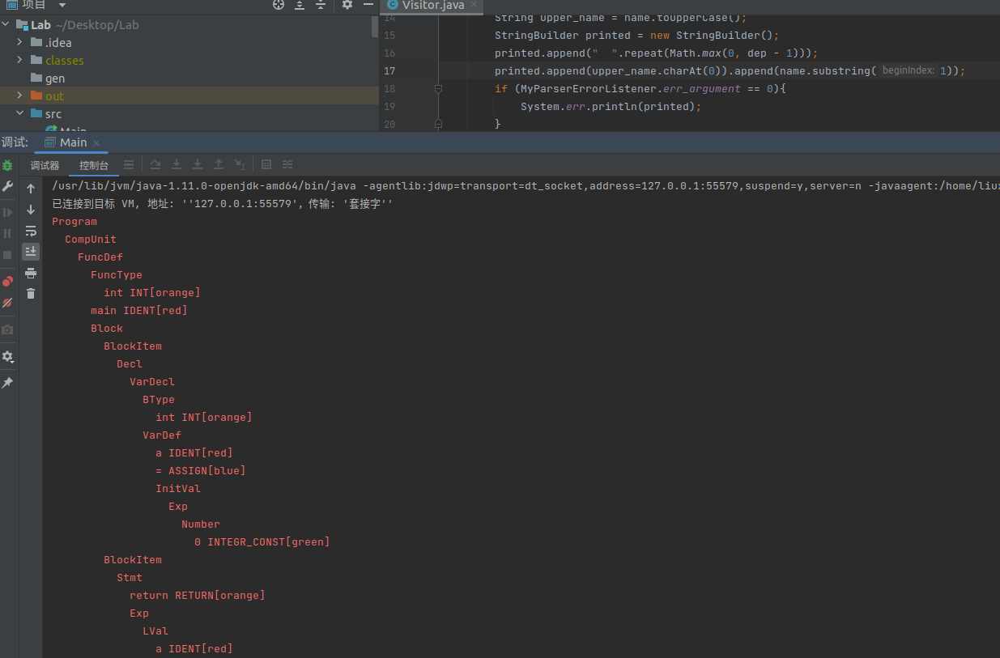 项目
Lab ~/Desktop/Lab
.idea
classes
gen
out
src
Main
Visitor.java
14 String upper_name = name.toUpperCase();
15 StringBuilder printed = new StringBuilder();
16 printed.append("  ".repeat(Math.max(0, dep - 1)));
17 printed.append(upper_name.charAt(0)).append(name.substring( beginIndex: 1));
18 if (MyParserErrorListener.err_argument == 0){
19 System.err.println(printed);
20 }
调试: Main
调试器 控制台
/usr/lib/jvm/java-1.11.0-openjdk-amd64/bin/java -agentlib:jdwp=transport=dt_socket,address=127.0.0.1:55579,suspend=y,server=n -javaagent:/home/liux
已连接到目标 VM, 地址: ''127.0.0.1:55579', 传输: '套接字''
Program
CompUnit
FuncDef
FuncType
int INT[orange]
main IDENT[red]
Block
BlockItem
Decl
VarDecl
BType
int INT[orange]
VarDef
a IDENT[red]
= ASSIGN[blue]
InitVal
Exp
Number
0 INTEGR_CONST[green]
BlockItem
Stmt
return RETURN[orange]
Exp
LVal
a IDENT[red]